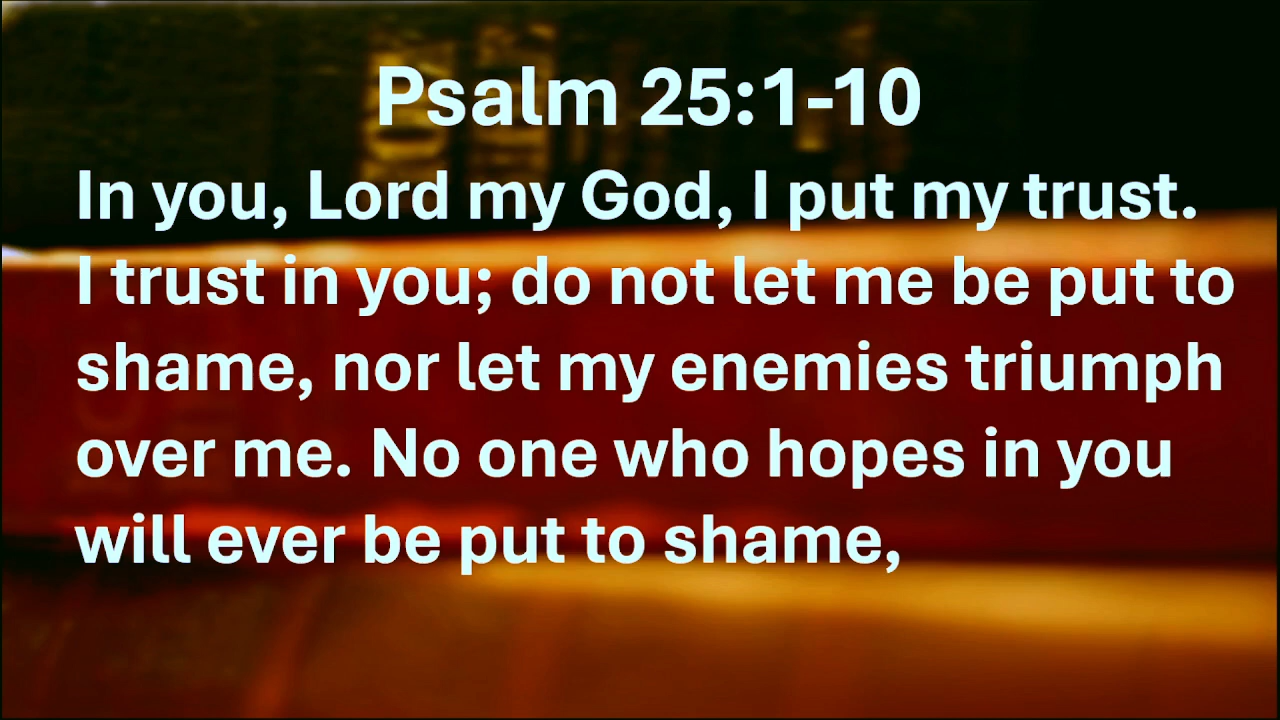 Psalm 25:1-10
In you, Lord my God, I put my trust.
I trust in you; do not let me be put to
shame, nor let my enemies triumph
over me. No one who hopes in you
will ever be put to shame,